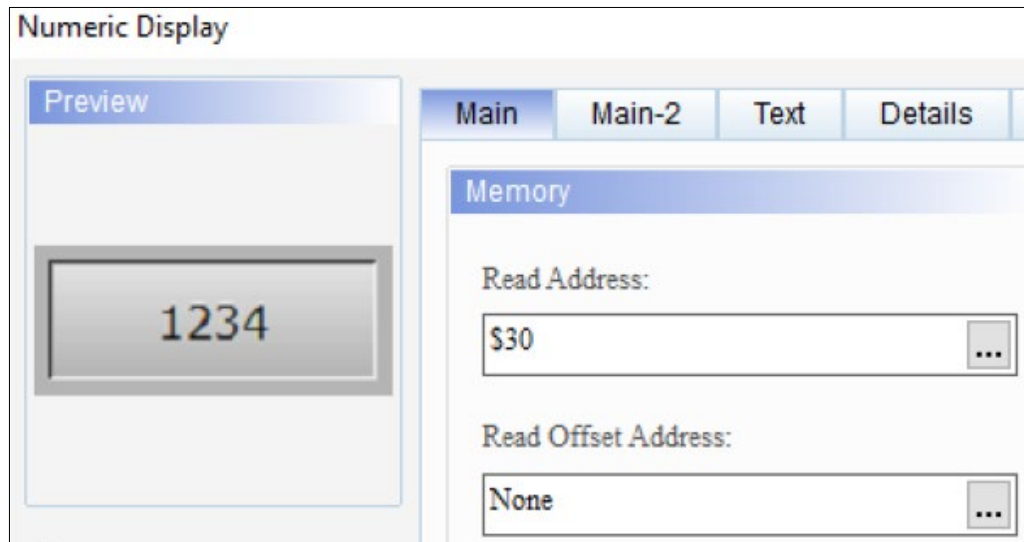 Numeric Display
Preview
Main Main-2 Text Details
Memory
Read Address:
1234
$30
...
Read Offset Address:
None
...